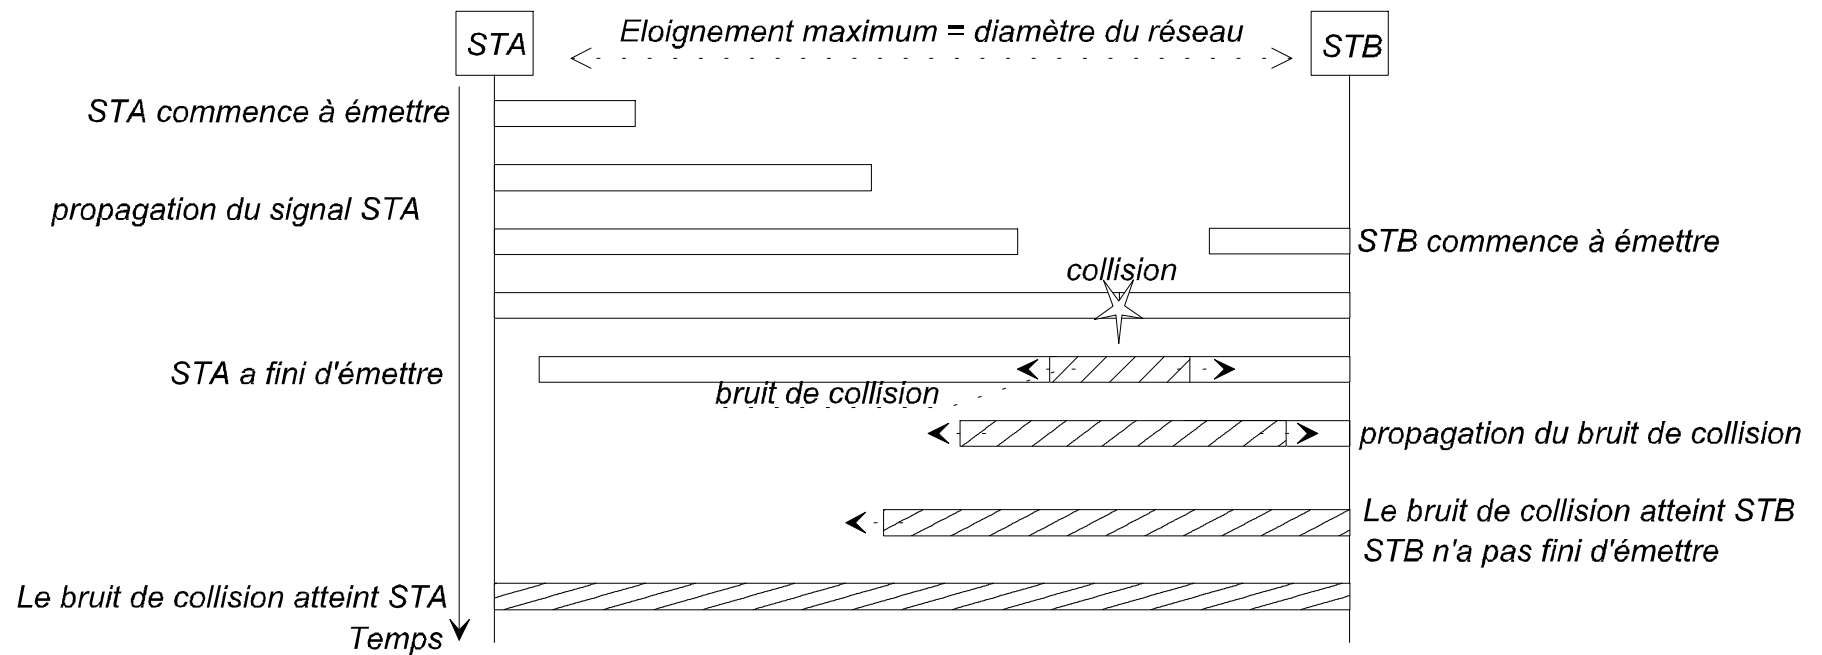 STA
Eloignement maximum = diamètre du réseau
STB
STA commence à émettre
propagation du signal STA
STB commence à émettre
collision
STA a fini d'émettre
bruit de collision
propagation du bruit de collision
Le bruit de collision atteint STB
STB n'a pas fini d'émettre
Le bruit de collision atteint STA
Temps